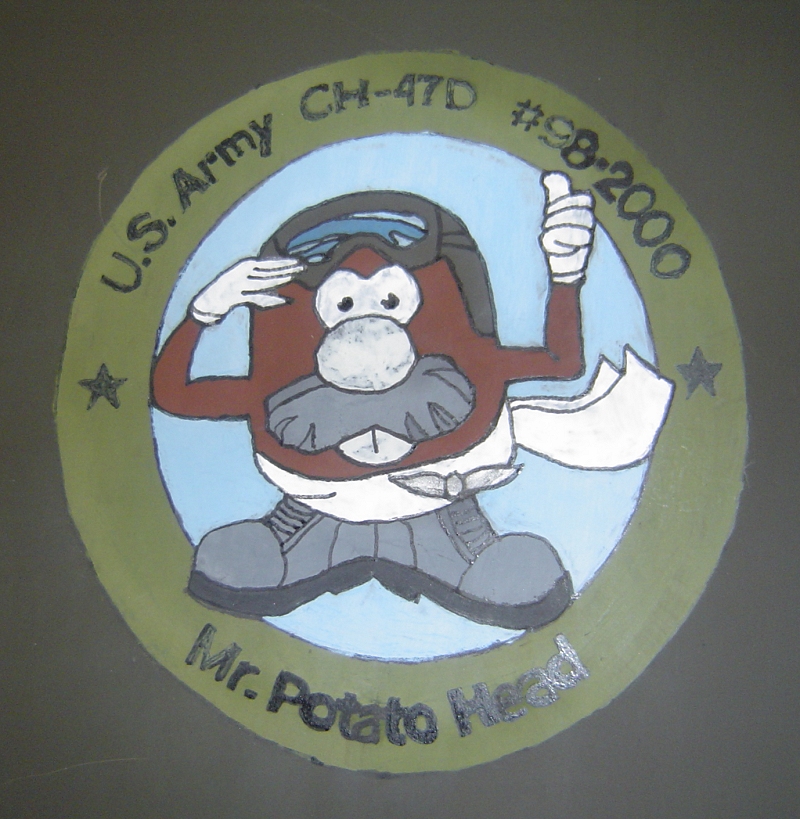 U.S. Army CH-47D #98-2000
Mr. Potato Head